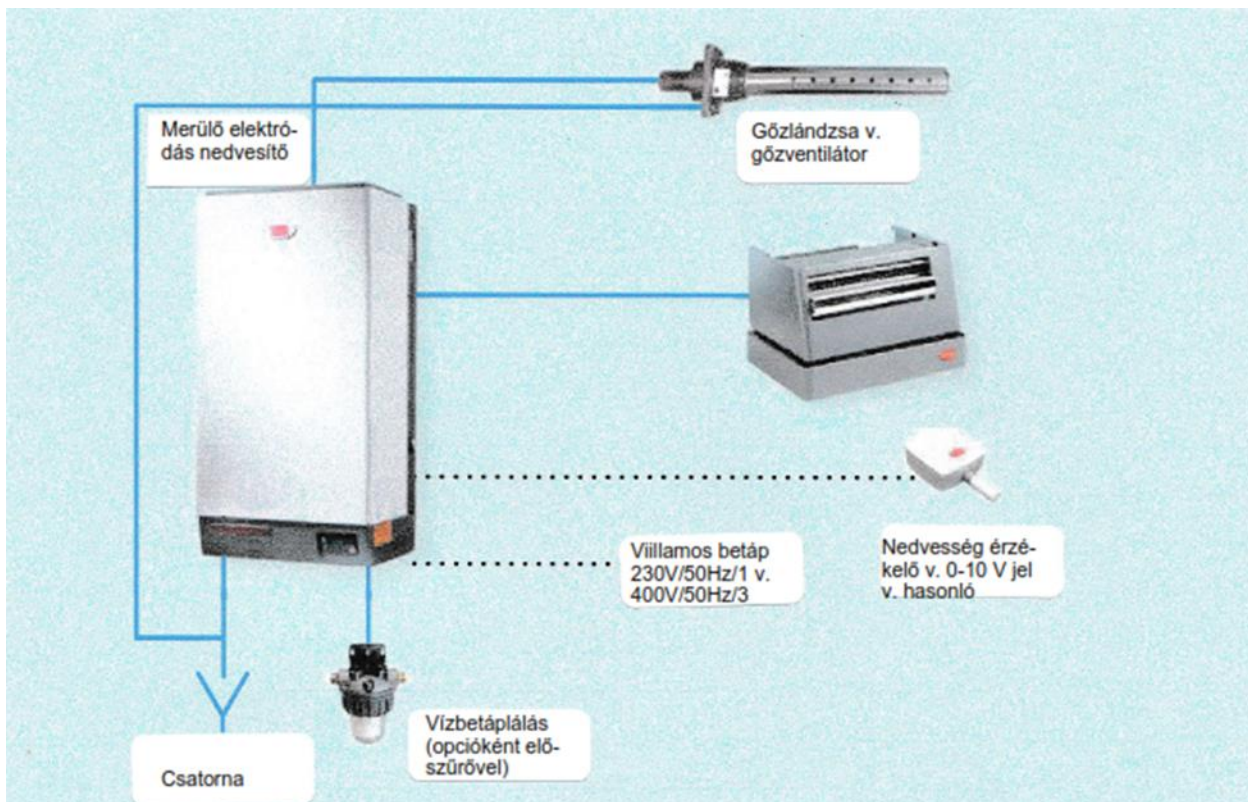 Merülő elektró-
dás nedvesítő
Gőzlándzsa v.
gőzventilátor
Viillamos betáp
230V/50Hz/1 v.
400V/50Hz/3
Nedvesség érzé-
kelő v. 0-10 V jel
v. hasonló
Vízbetáplálás
(opcióként elő-
szűrővel)
Csatorna